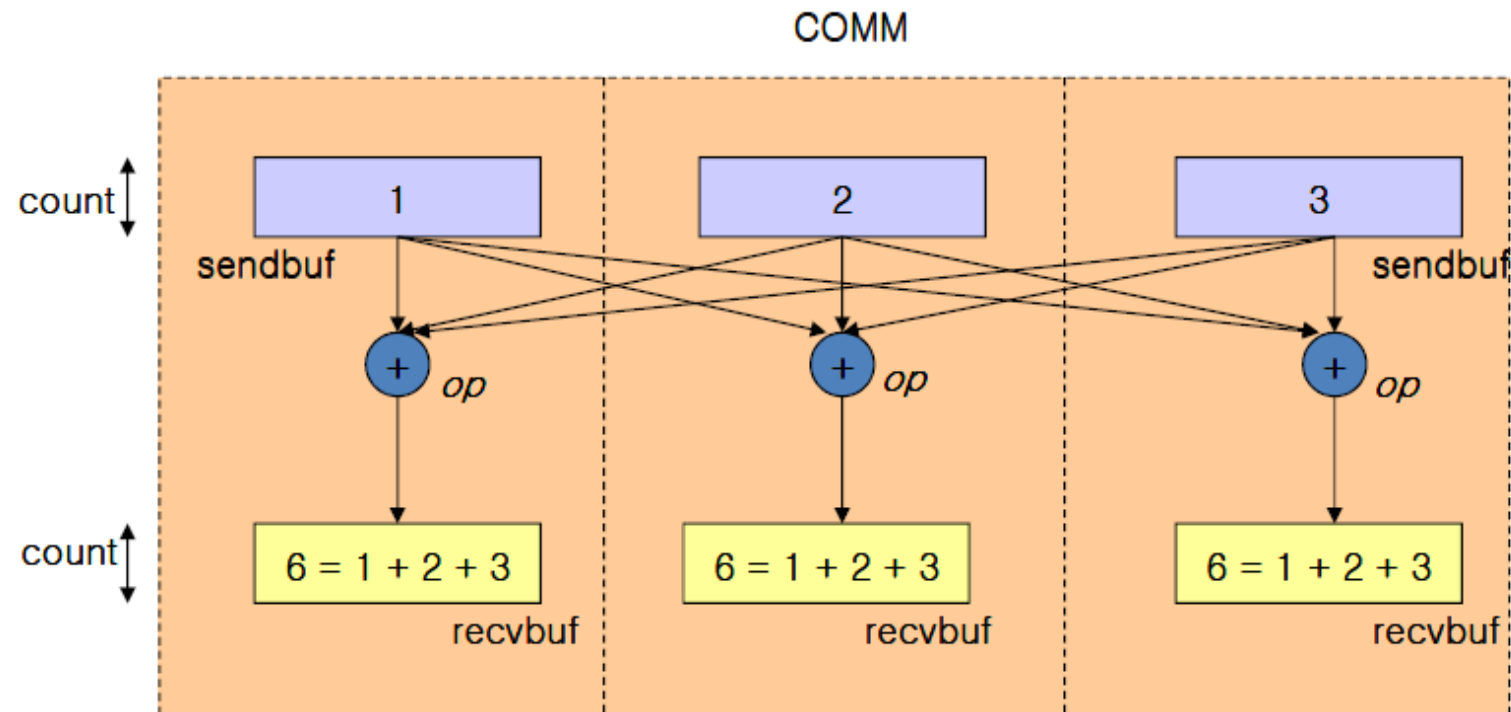 COMM
count
1
2
3
sendbuf
sendbuf
+
op
+
op
+
op
count
6 = 1 + 2 + 3
6 = 1 + 2 + 3
6 = 1 + 2 + 3
recvbuf
recvbuf
recvbuf